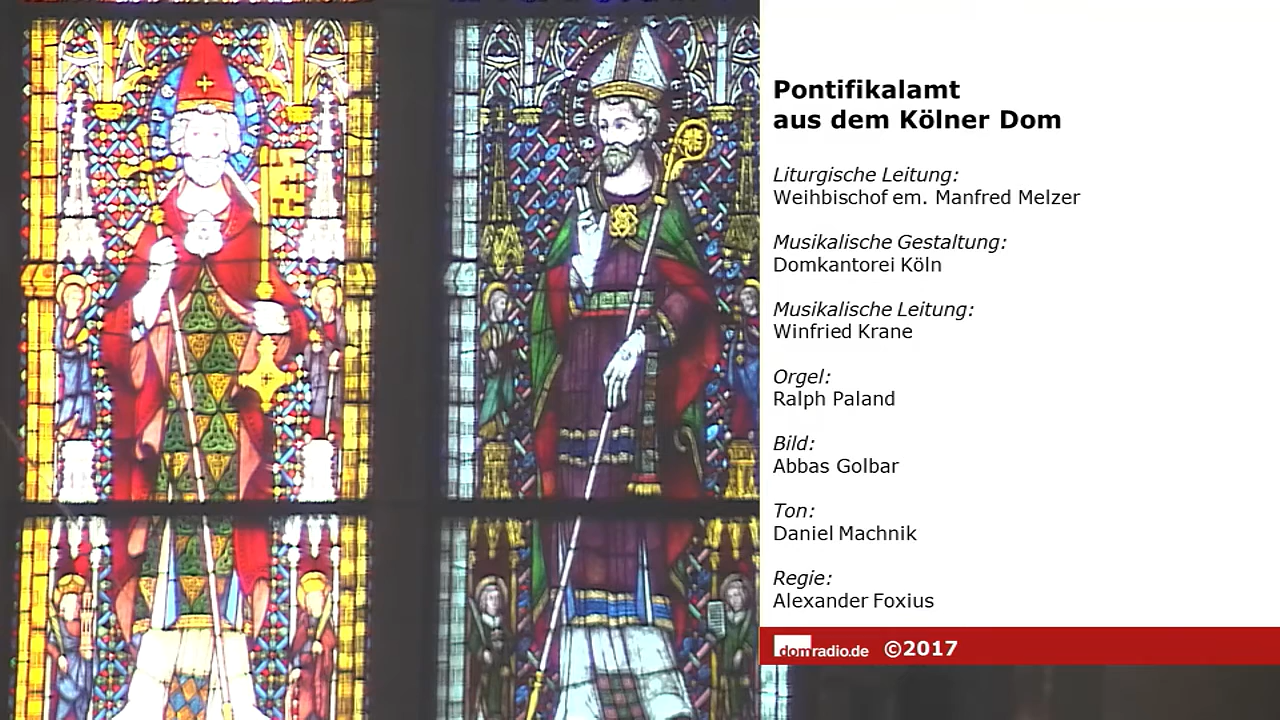 Pontifikalamt
aus dem Kölner Dom
Liturgische Leitung:
Weihbischof em. Manfred Melzer
Musikalische Gestaltung:
Domkantorei Köln
Musikalische Leitung:
Winfried Krane
Orgel:
Ralph Paland
Bild:
Abbas Golbar
Ton:
Daniel Machnik
Regie:
Alexander Foxius
domradio.de ©2017